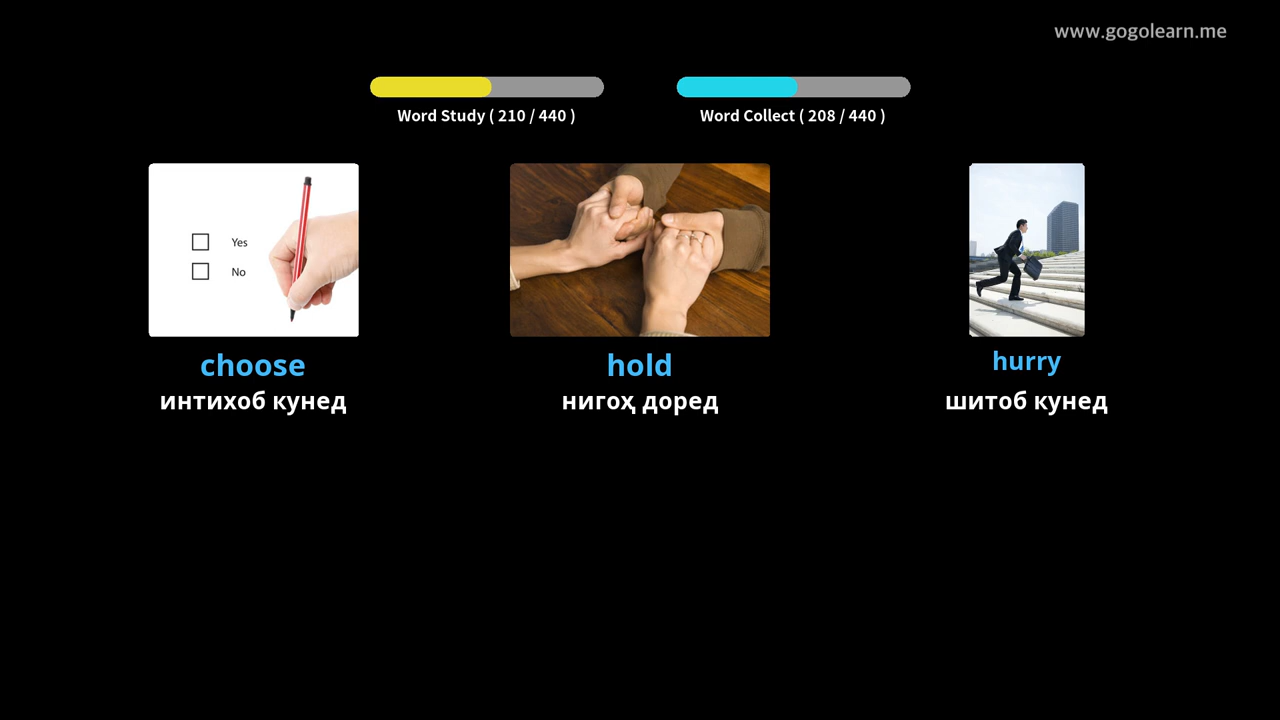 www.gogolearn.me
Word Study ( 210 / 440 )
Word Collect ( 208 / 440 )
Yes
No
choose
hold
hurry
интихоб кунед
нигоҳ доред
шитоб кунед